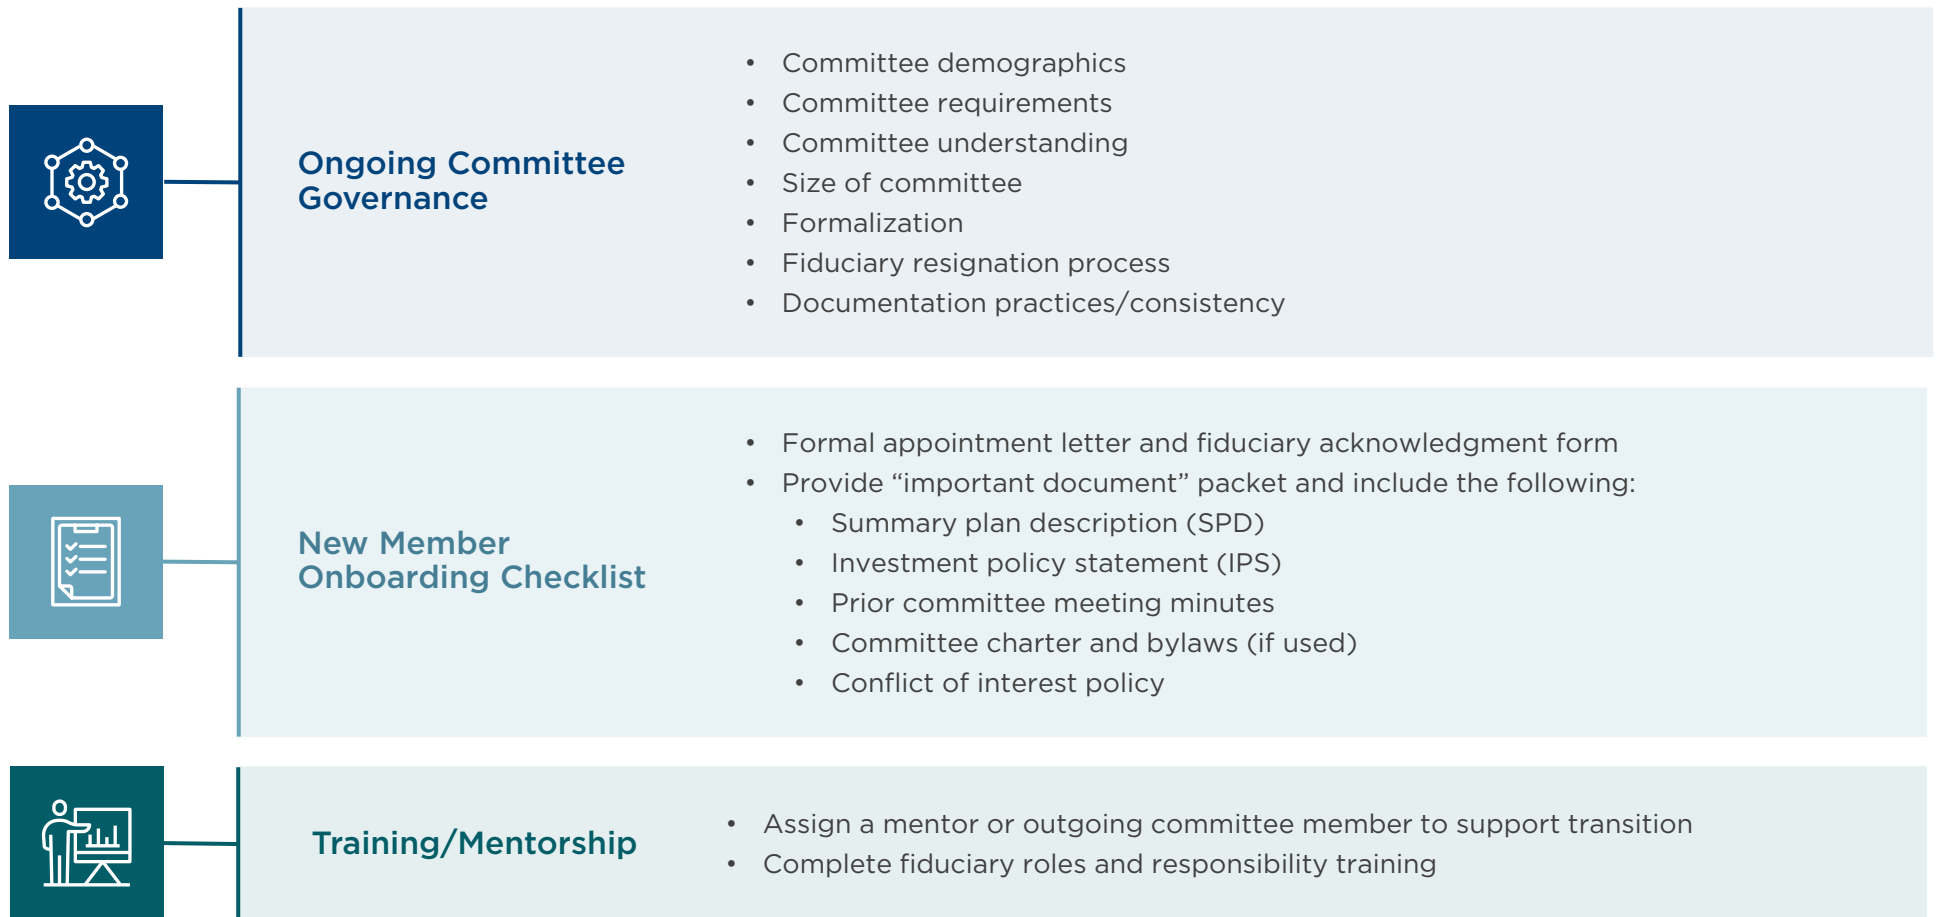 Ongoing Committee
Governance
• Committee demographics
• Committee requirements
• Committee understanding
• Size of committee
• Formalization
• Fiduciary resignation process
• Documentation practices/consistency
New Member
Onboarding Checklist
• Formal appointment letter and fiduciary acknowledgment form
• Provide “important document” packet and include the following:
• Summary plan description (SPD)
• Investment policy statement (IPS)
• Prior committee meeting minutes
• Committee charter and bylaws (if used)
• Conflict of interest policy
Training/Mentorship
• Assign a mentor or outgoing committee member to support transition
• Complete fiduciary roles and responsibility training